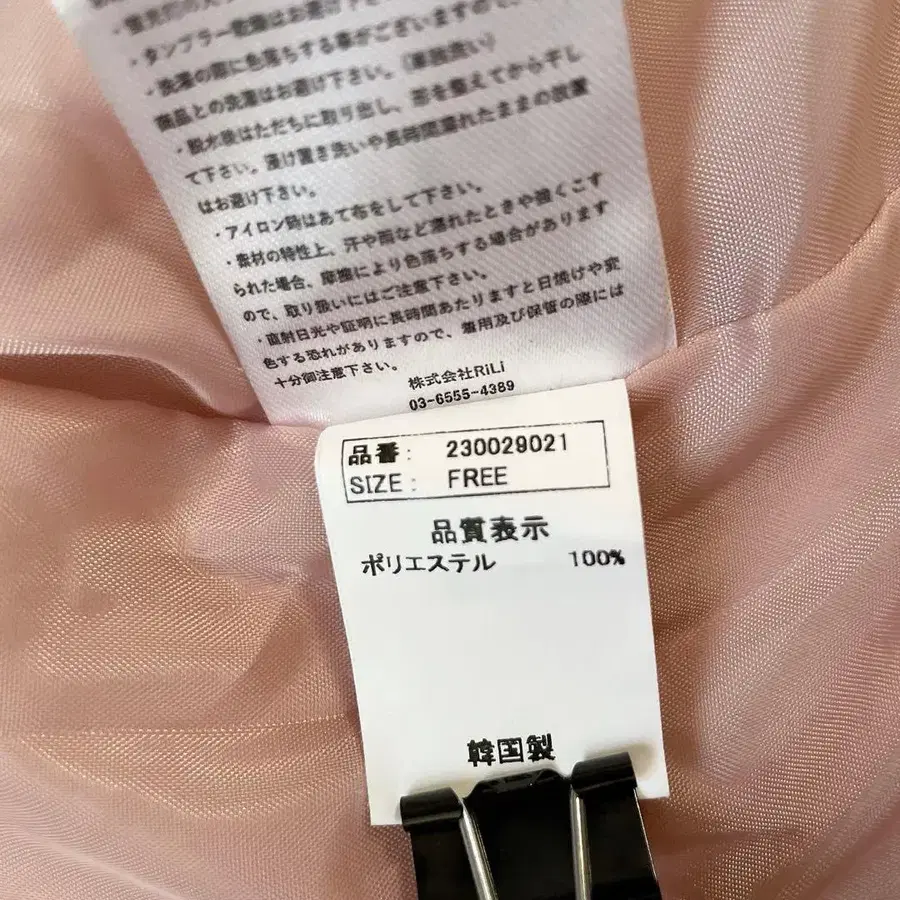 ・タンブラー乾燥はお避け下さい。
・洗濯の際に色落ちする事がございますので、
商品との洗濯はお避け下さい。（単独洗い）
・脱水後はただちに取り出し、形を整えてから干し
て下さい。漬け置き洗いや長時間濡れたままの放置
はお避け下さい。
・アイロン時はあて布をして下さい。
・素材の特性上、汗や雨など濡れたときや強くこす
られた場合、摩擦により色落ちする場合があります
ので、取り扱いにはご注意下さい。
・直射日光や証明に長時間あたりますと日焼けや変
色する恐れがありますので、着用及び保管の際には
十分御注意下さい。
株式会社RiLi
03-6555-4389
品番： 230029021
SIZE： FREE
品質表示
ポリエステル 100%
韓国製